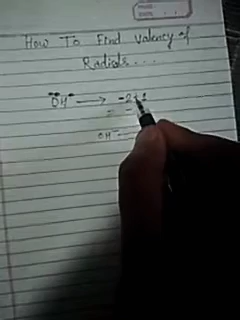 How To Find Valency of
Radicals...
OH⁻ → -2+1
= -1
OH⁻